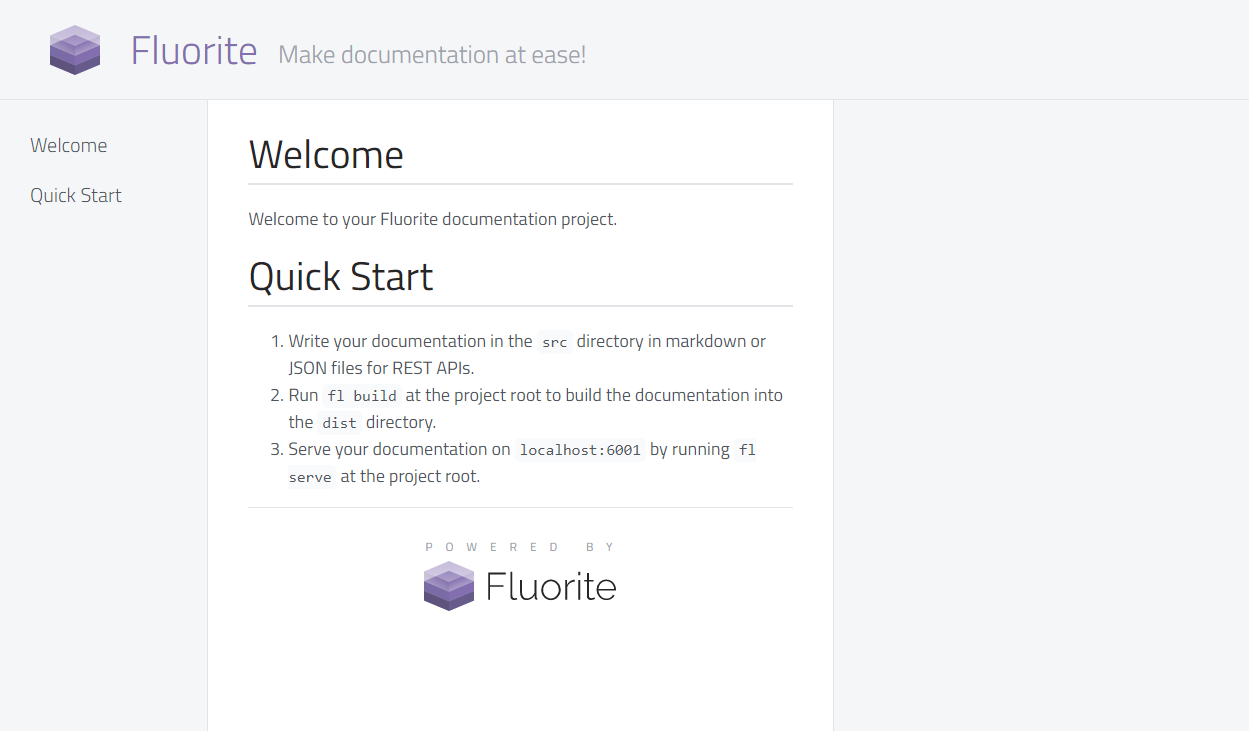 Fluorite Make documentation at ease!
Welcome
Quick Start
Welcome
Welcome to your Fluorite documentation project.
Quick Start
1. Write your documentation in the src directory in markdown or
JSON files for REST APIs.
2. Run fl build at the project root to build the documentation into
the dist directory.
3. Serve your documentation on localhost:6001 by running fl
serve at the project root.
POWERED BY
Fluorite